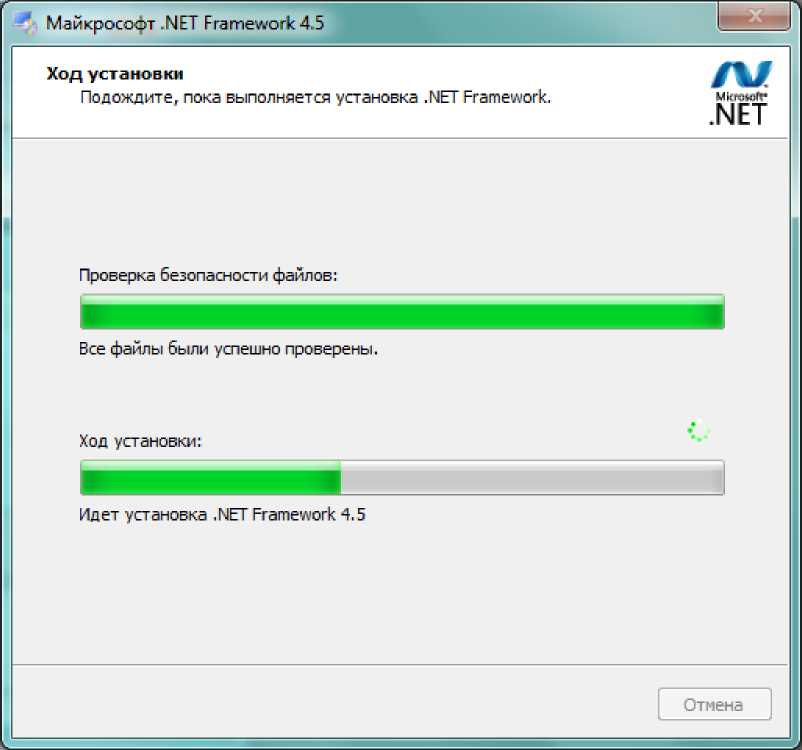 Майкрософт .NET Framework 4.5
Ход установки
Подождите, пока выполняется установка .NET Framework.
Microsoft®
.NET
Проверка безопасности файлов:
Все файлы были успешно проверены.
Ход установки:
Идет установка .NET Framework 4.5
Отмена